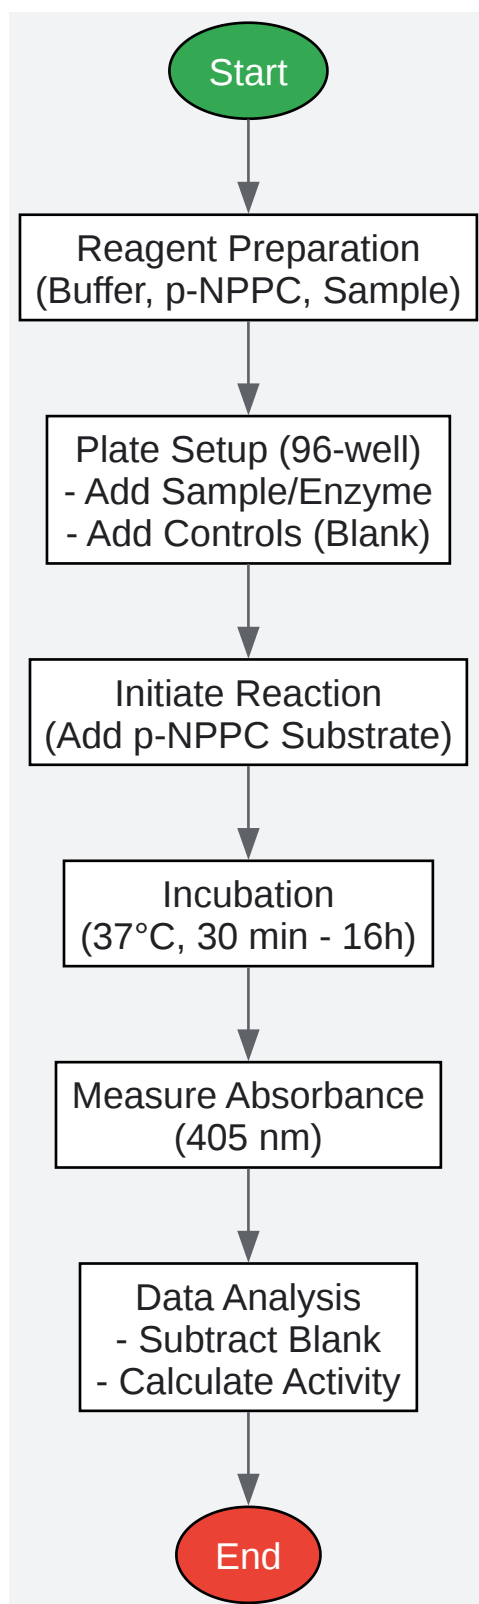 Start
Reagent Preparation
(Buffer, p-NPPC, Sample)
Plate Setup (96-well)
- Add Sample/Enzyme
- Add Controls (Blank)
Initiate Reaction
(Add p-NPPC Substrate)
Incubation
(37°C, 30 min - 16h)
Measure Absorbance
(405 nm)
Data Analysis
- Subtract Blank
- Calculate Activity
End